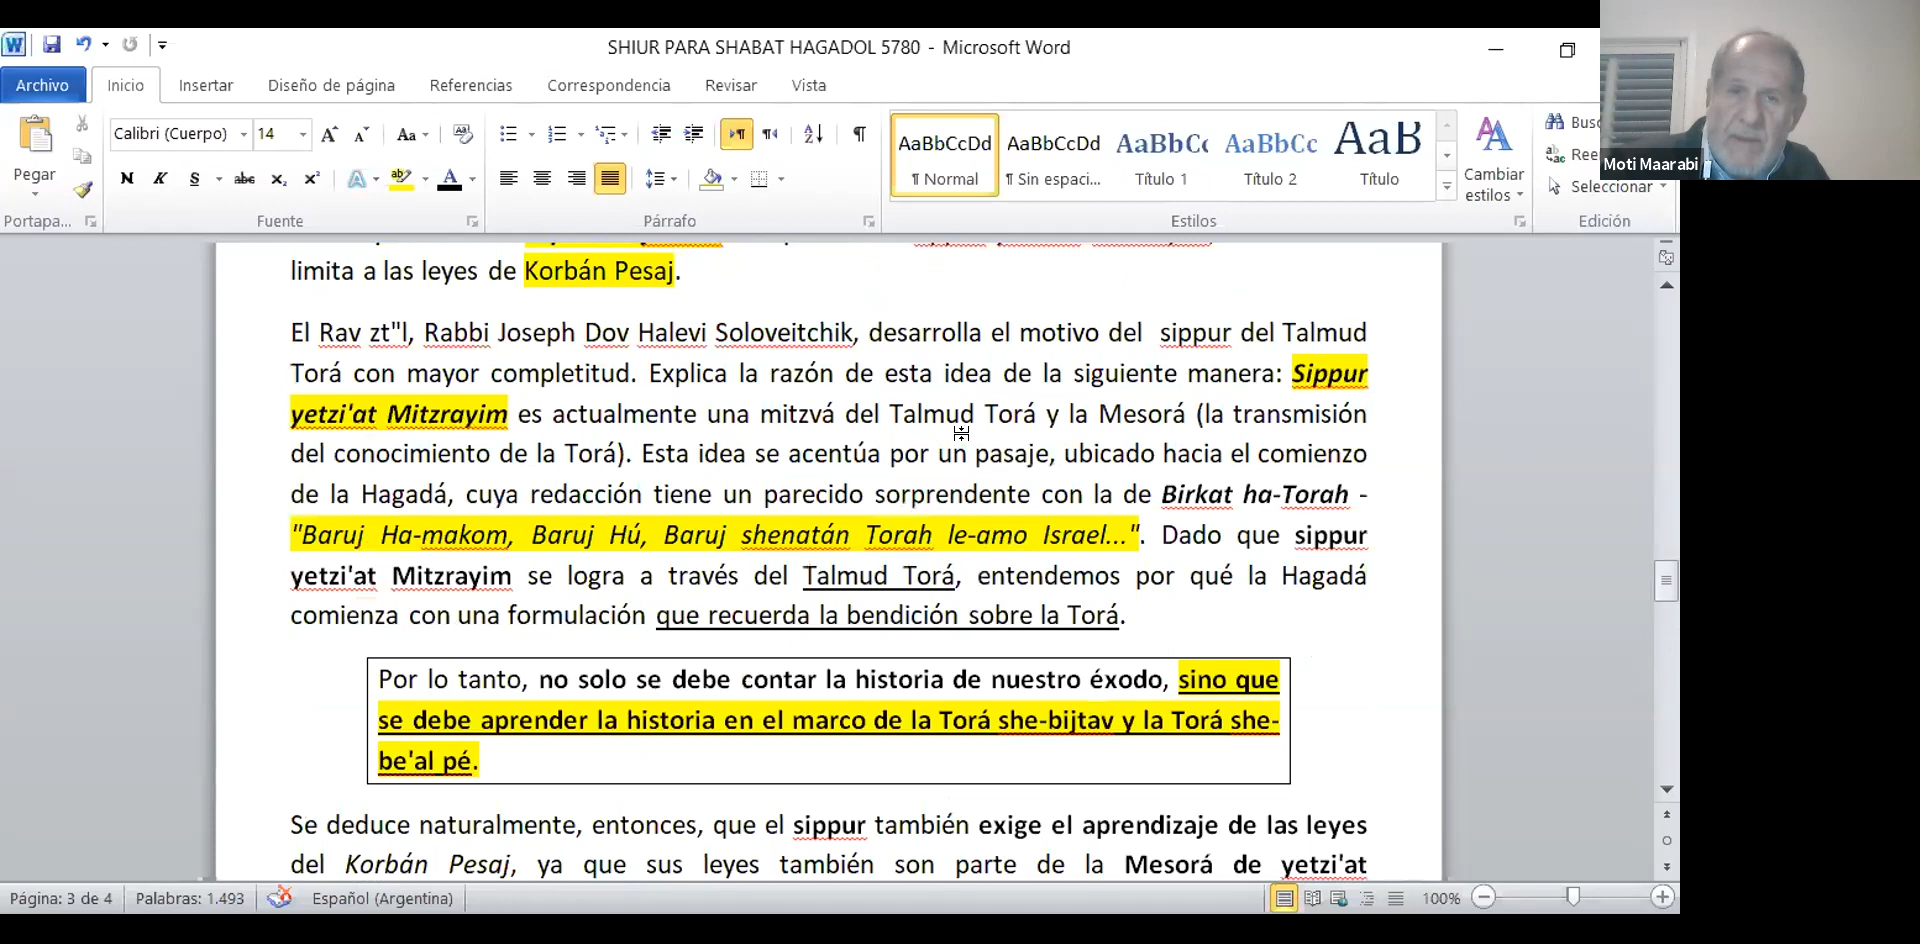 SHIUR PARA SHABAT HAGADOL 5780 - Microsoft Word
Archivo Inicio Insertar Diseño de página Referencias Correspondencia Revisar Vista
Calibri (Cuerpo) 14
AaBbCcDd AaBbCcDd AaBbCc AaBbCc AaB
Pegar
¶ Normal ¶ Sin espaci... Título 1 Título 2 Título
Cambiar estilos
Busc
Ree
Seleccionar
Portapa... Fuente Párrafo Estilos Edición
Moti Maarabi
limita a las leyes de Korbán Pesaj.
El Rav zt"l, Rabbi Joseph Dov Halevi Soloveitchik, desarrolla el motivo del sippur del Talmud
Torá con mayor completitud. Explica la razón de esta idea de la siguiente manera: Sippur
yetzi'at Mitzrayim es actualmente una mitzvá del Talmud Torá y la Mesorá (la transmisión
del conocimiento de la Torá). Esta idea se acentúa por un pasaje, ubicado hacia el comienzo
de la Hagadá, cuya redacción tiene un parecido sorprendente con la de Birkat ha-Torah -
"Baruj Ha-makom, Baruj Hú, Baruj shenatán Torah le-amo Israel...". Dado que sippur
yetzi'at Mitzrayim se logra a través del Talmud Torá, entendemos por qué la Hagadá
comienza con una formulación que recuerda la bendición sobre la Torá.
Por lo tanto, no solo se debe contar la historia de nuestro éxodo, sino que
se debe aprender la historia en el marco de la Torá she-bijtav y la Torá she-
be'al pé.
Se deduce naturalmente, entonces, que el sippur también exige el aprendizaje de las leyes
del Korbán Pesaj, ya que sus leyes también son parte de la Mesorá de yetzi'at
Página: 3 de 4 Palabras: 1.493 Español (Argentina) 100%